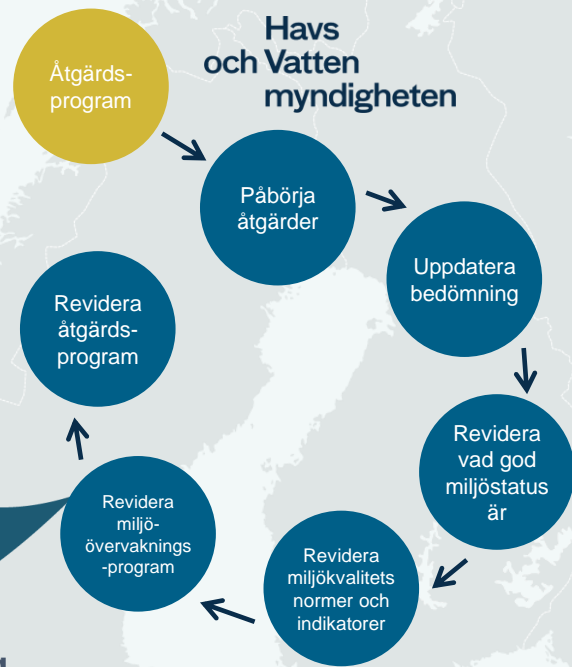 Havs
och Vatten
myndigheten
Åtgärds-
program
Påbörja
åtgärder
Uppdatera
bedömning
Revidera
vad god
miljöstatus
är
Revidera
miljökvalitets
normer och
indikatorer
Revidera
miljö-
övervaknings
-program
Revidera
åtgärds-
program